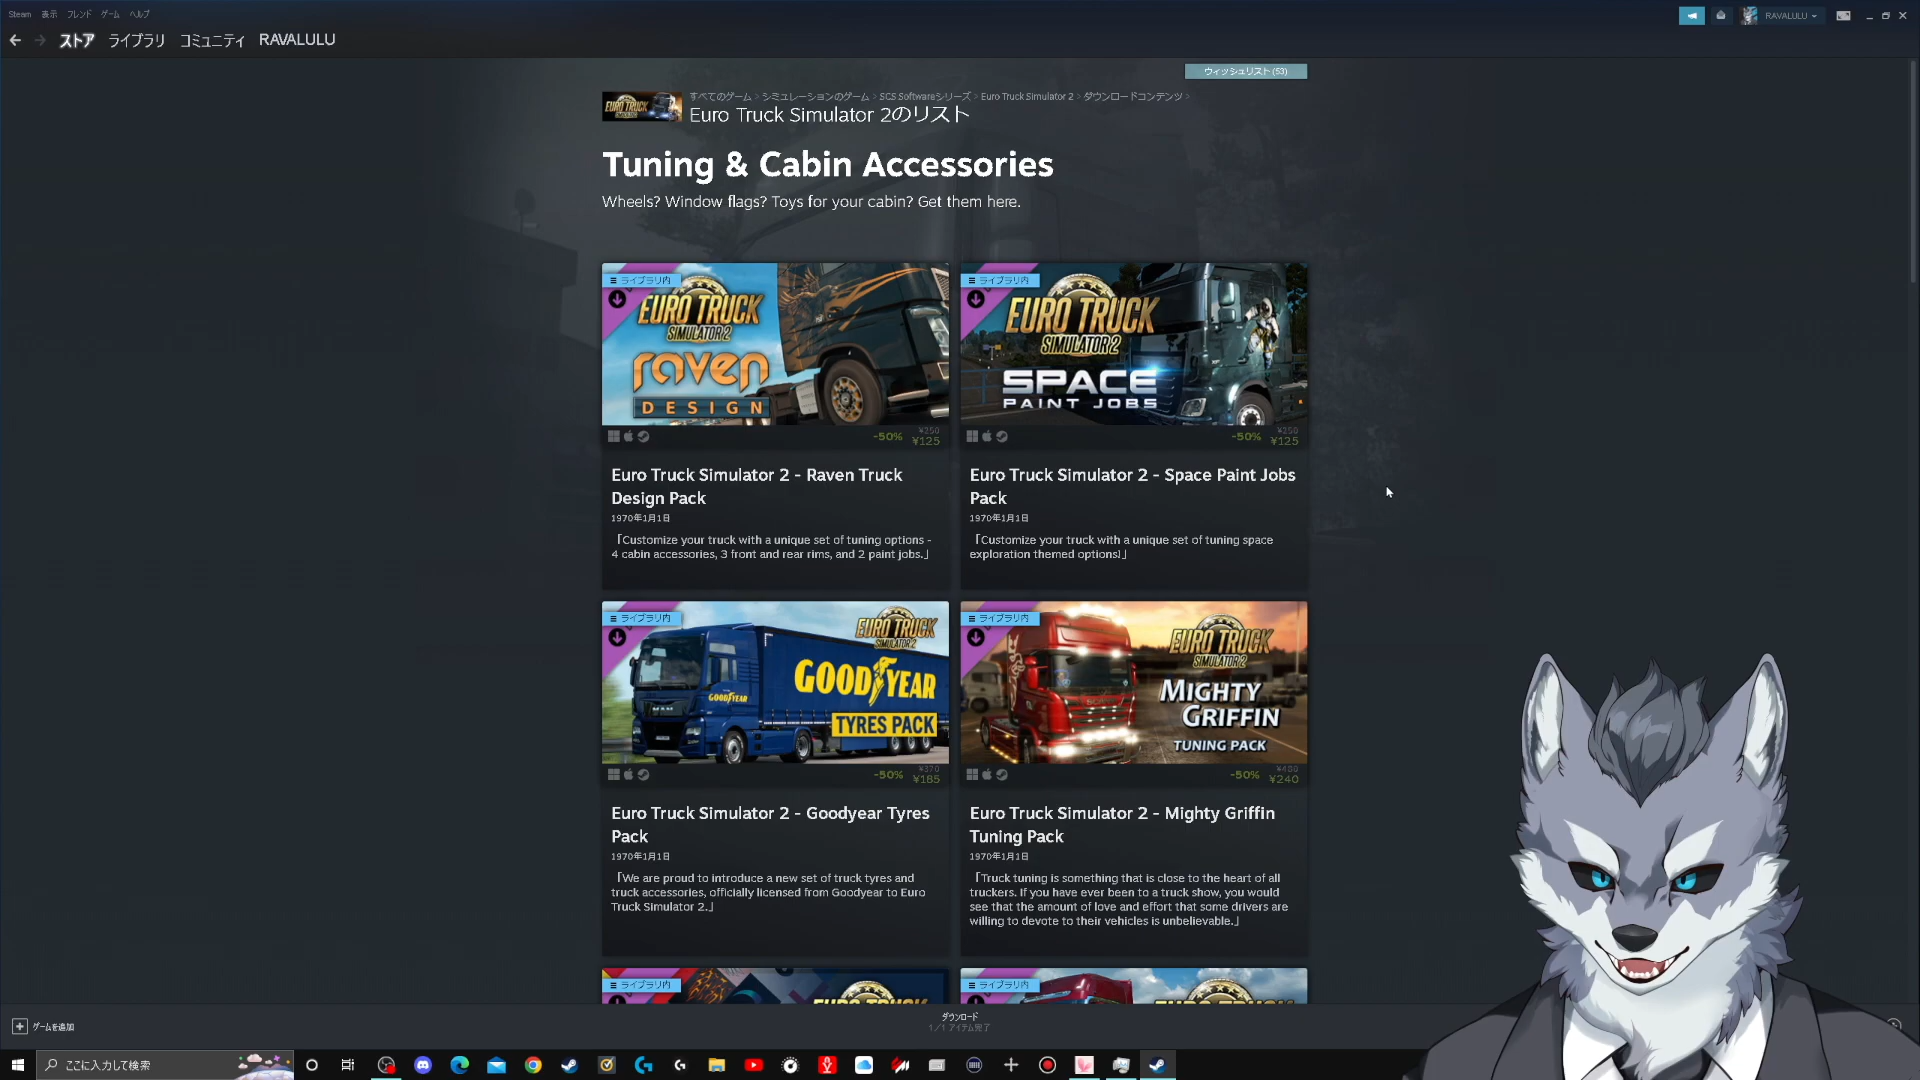 Steam 表示 フレンド ゲーム ヘルプ
RAVALULU
ストア ライブラリ コミュニティ RAVALULU
ウィッシュリスト (53)
すべてのゲーム > シミュレーションのゲーム > SCS Softwareシリーズ > Euro Truck Simulator 2 > ダウンロードコンテンツ >
Euro Truck Simulator 2のリスト
Tuning & Cabin Accessories
Wheels? Window flags? Toys for your cabin? Get them here.
ライブラリ内
EURO TRUCK
SIMULATOR 2
raven
DESIGN
-50% ¥250 ¥125
Euro Truck Simulator 2 - Raven Truck
Design Pack
1970年1月1日
「Customize your truck with a unique set of tuning options -
4 cabin accessories, 3 front and rear rims, and 2 paint jobs.」
ライブラリ内
EURO TRUCK
SIMULATOR 2
SPACE
PAINT JOBS
-50% ¥250 ¥125
Euro Truck Simulator 2 - Space Paint Jobs
Pack
1970年1月1日
「Customize your truck with a unique set of tuning space
exploration themed options!」
ライブラリ内
EURO TRUCK
SIMULATOR 2
GOODYEAR
GOODYEAR
TYRES PACK
MAN
-50% ¥370 ¥185
Euro Truck Simulator 2 - Goodyear Tyres
Pack
1970年1月1日
「We are proud to introduce a new set of truck tyres and
truck accessories, officially licensed from Goodyear to Euro
Truck Simulator 2.」
ライブラリ内
EURO TRUCK
SIMULATOR 2
MIGHTY
GRIFFIN
TUNING PACK
-50% ¥480 ¥240
Euro Truck Simulator 2 - Mighty Griffin
Tuning Pack
1970年1月1日
「Truck tuning is something that is close to the heart of all
truckers. If you have ever been to a truck show, you would
see that the amount of love and effort that some drivers are
willing to devote to their vehicles is unbelievable.」
ライブラリ内
EURO TRUCK
ライブラリ内
EURO TRUCK
ゲームを追加
ダウンロード
1／1 アイテム完了
ここに入力して検索